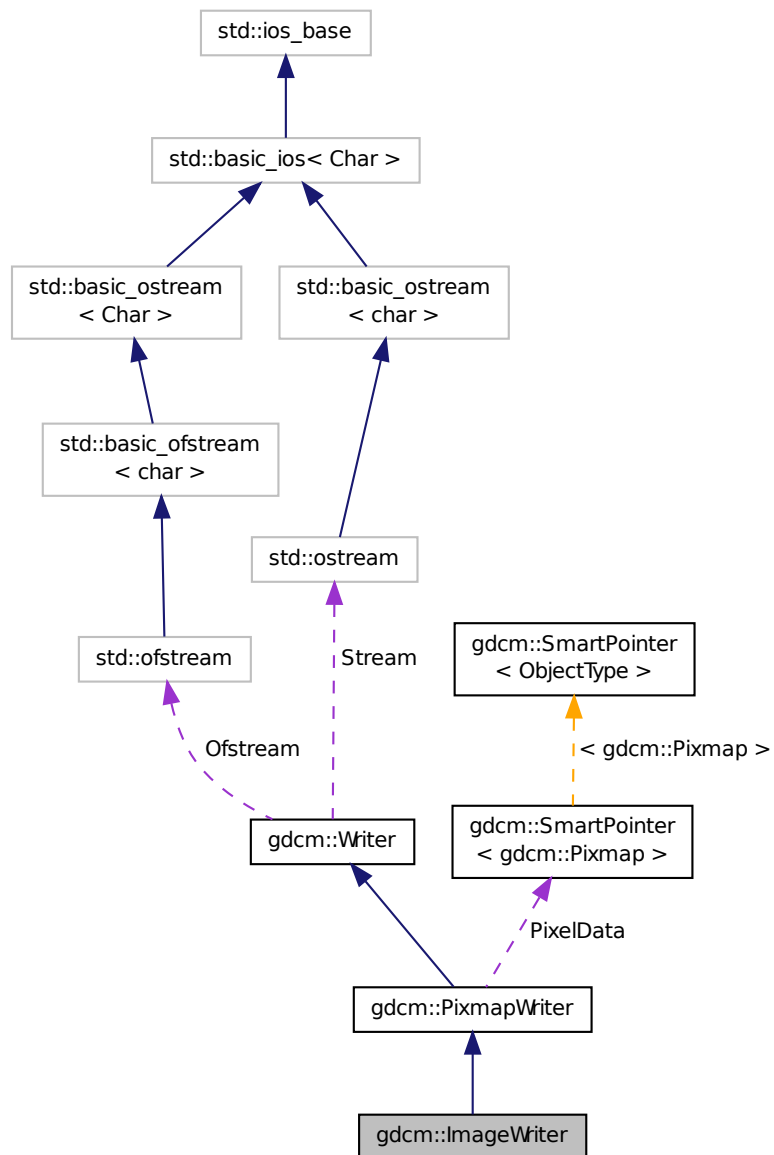 std::ios_base
std::basic_ios< Char >
std::basic_ostream
< Char >
std::basic_ostream
< char >
std::basic_ofstream
< char >
std::ostream
std::ofstream
Stream
gdcm::SmartPointer
< ObjectType >
Ofstream
< gdcm::Pixmap >
gdcm::Writer
gdcm::SmartPointer
< gdcm::Pixmap >
PixelData
gdcm::PixmapWriter
gdcm::ImageWriter